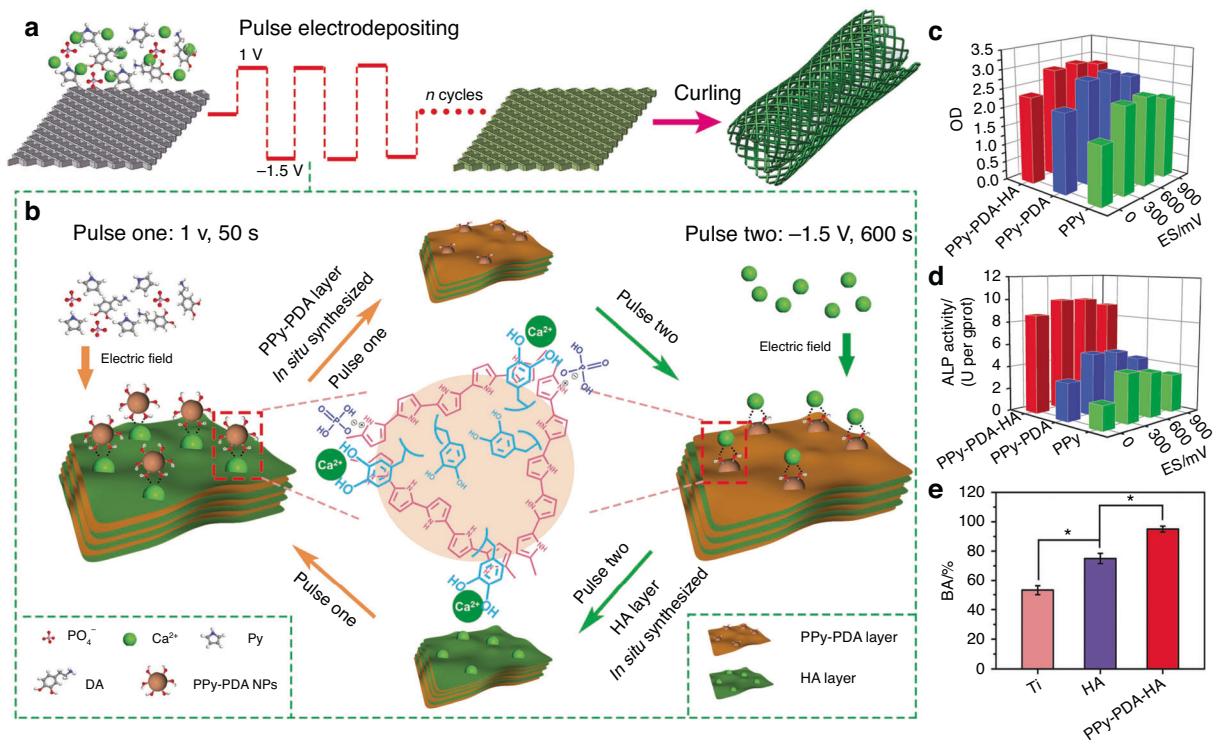 a
Pulse electrodepositing
1 V
−1.5 V
n cycles
Curling
b
Pulse one: 1 v, 50 s
Pulse two: −1.5 V, 600 s
Electric field
PPy-PDA layer
In situ synthesized
Pulse one
Pulse two
Electric field
Ca2+
Ca2+
Ca2+
Pulse one
Pulse two
HA layer
In situ synthesized
PO4−
Ca2+
Py
DA
PPy-PDA NPs
PPy-PDA layer
HA layer
c
OD
3.5
3.0
2.5
2.0
1.5
1.0
0.5
0.0
PPy-PDA-HA
PPy-PDA
PPy
0
300
600
900
ES/mV
d
ALP activity/
(U per gprot)
12
10
8
6
4
2
0
PPy-PDA-HA
PPy-PDA
PPy
0
300
600
900
ES/mV
e
BA/%
120
100
80
60
40
20
0
*
*
Ti
HA
PPy-PDA-HA